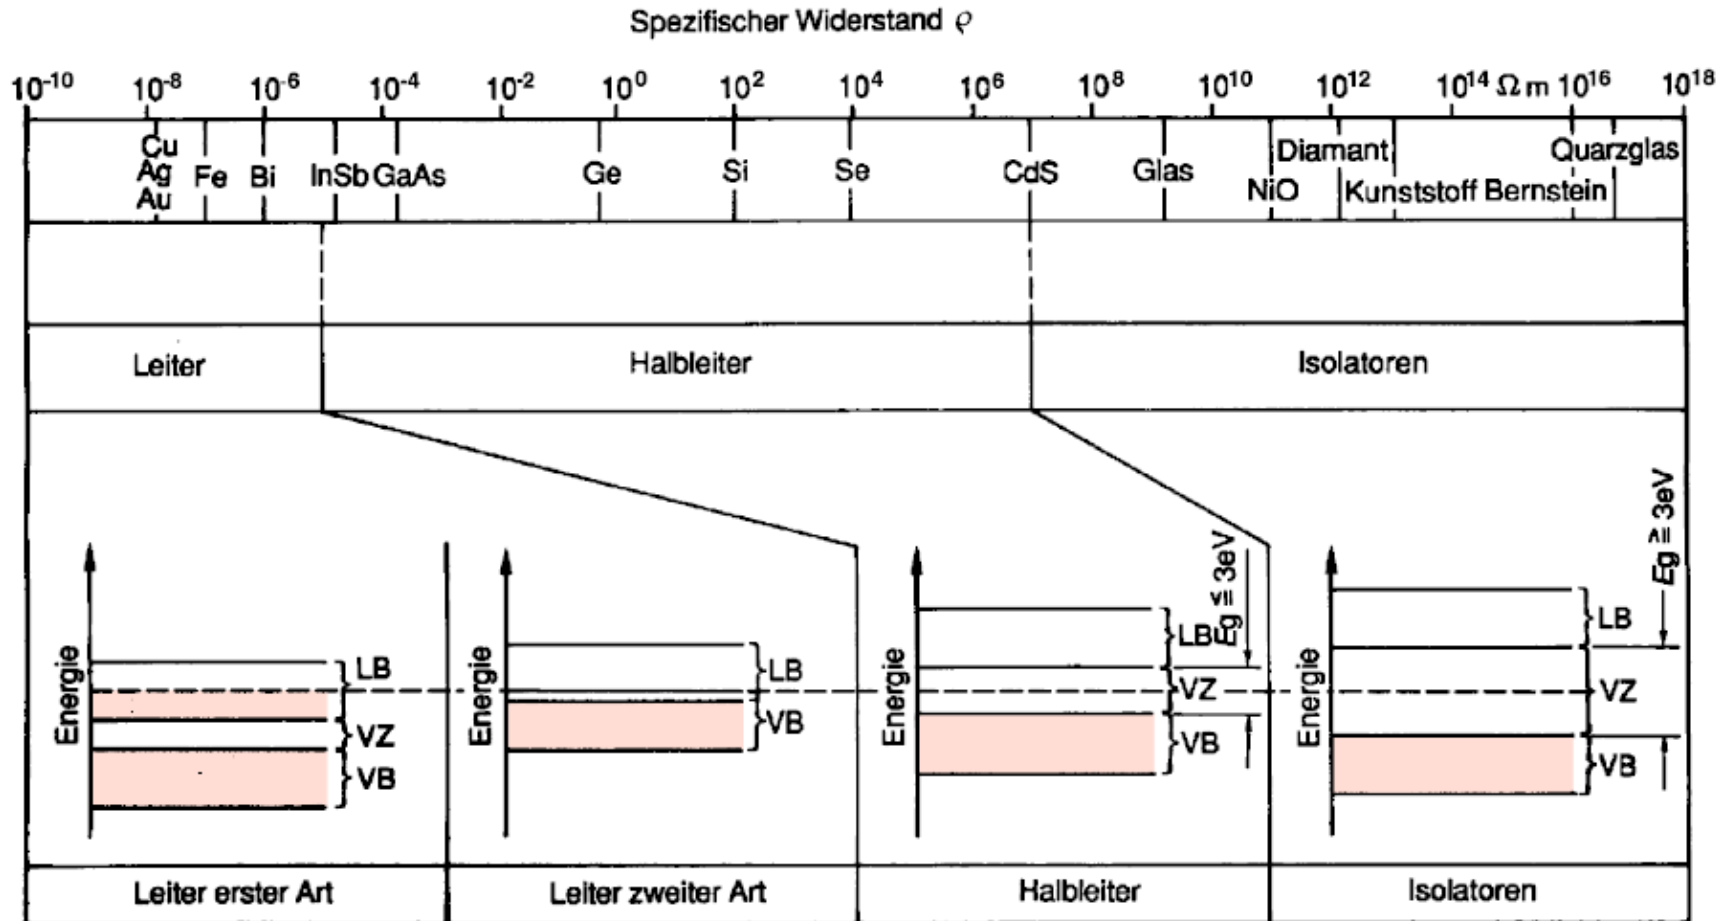 Spezifischer Widerstand ϱ
10⁻¹⁰ 10⁻⁸ 10⁻⁶ 10⁻⁴ 10⁻² 10⁰ 10² 10⁴ 10⁶ 10⁸ 10¹⁰ 10¹² 10¹⁴ Ω m 10¹⁶ 10¹⁸
Cu
Ag
Au
Fe
Bi
InSb
GaAs
Ge
Si
Se
CdS
Glas
NiO
Diamant
Kunststoff
Bernstein
Quarzglas
Leiter
Halbleiter
Isolatoren
Energie
LB
VZ
VB
Energie
LB
VB
Energie
LB
VZ
VB
Eg ≦ 3eV
Energie
LB
VZ
VB
Eg ≧ 3eV
Leiter erster Art
Leiter zweiter Art
Halbleiter
Isolatoren